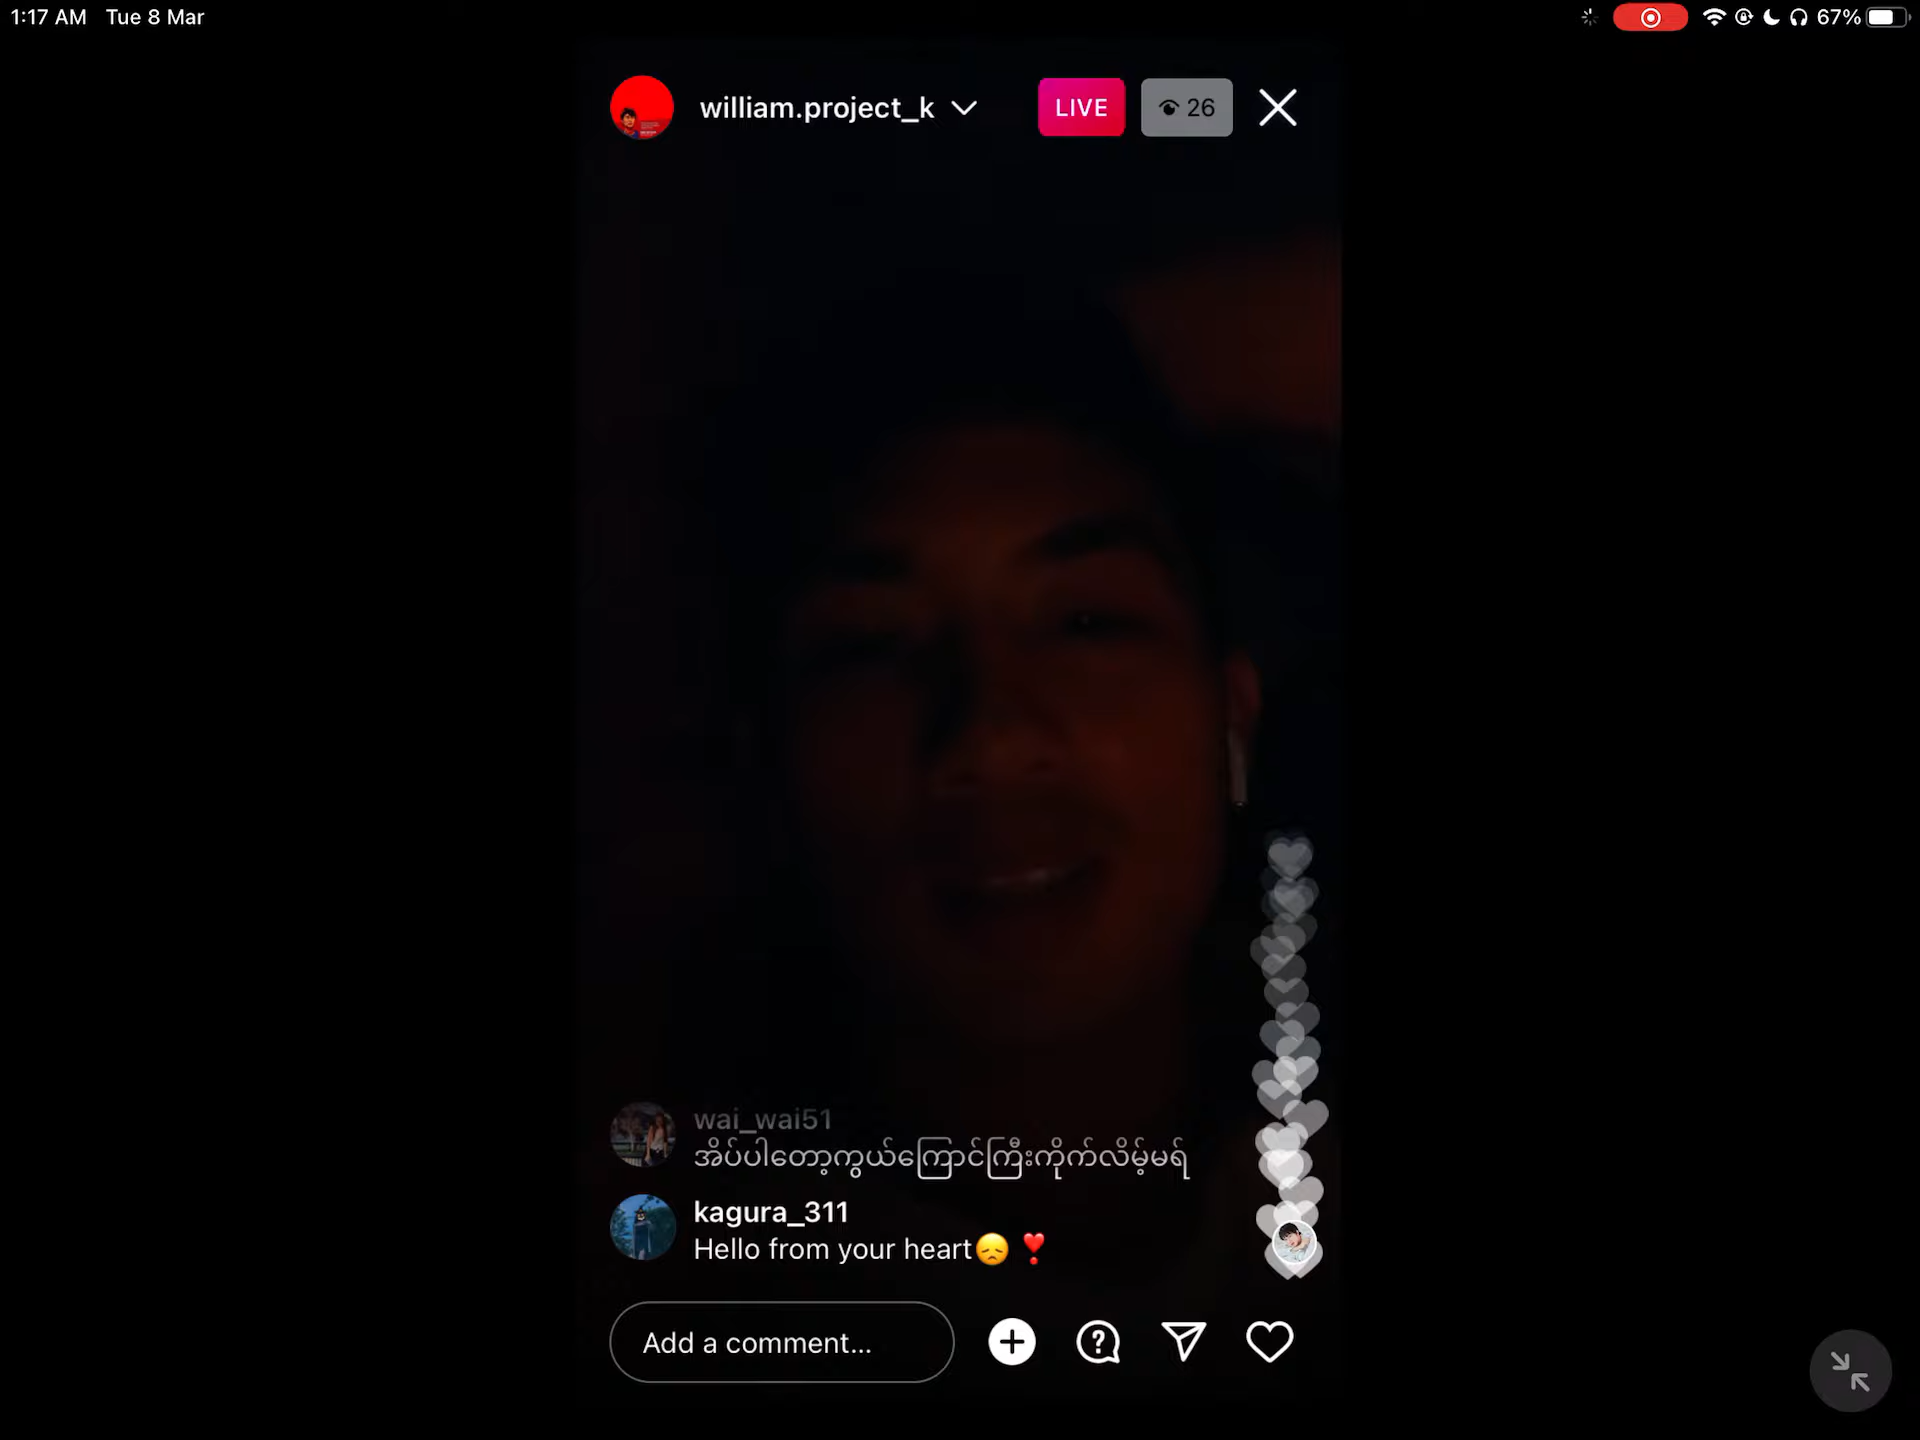 1:17 AM Tue 8 Mar
67%
william.project_k
LIVE
26
wai_wai51
အိပ်ပါတော့ကွယ်ကြောင်ကြီးကိုက်လိမ့်မရ်
kagura_311
Hello from your heart😞❣️
Add a comment...